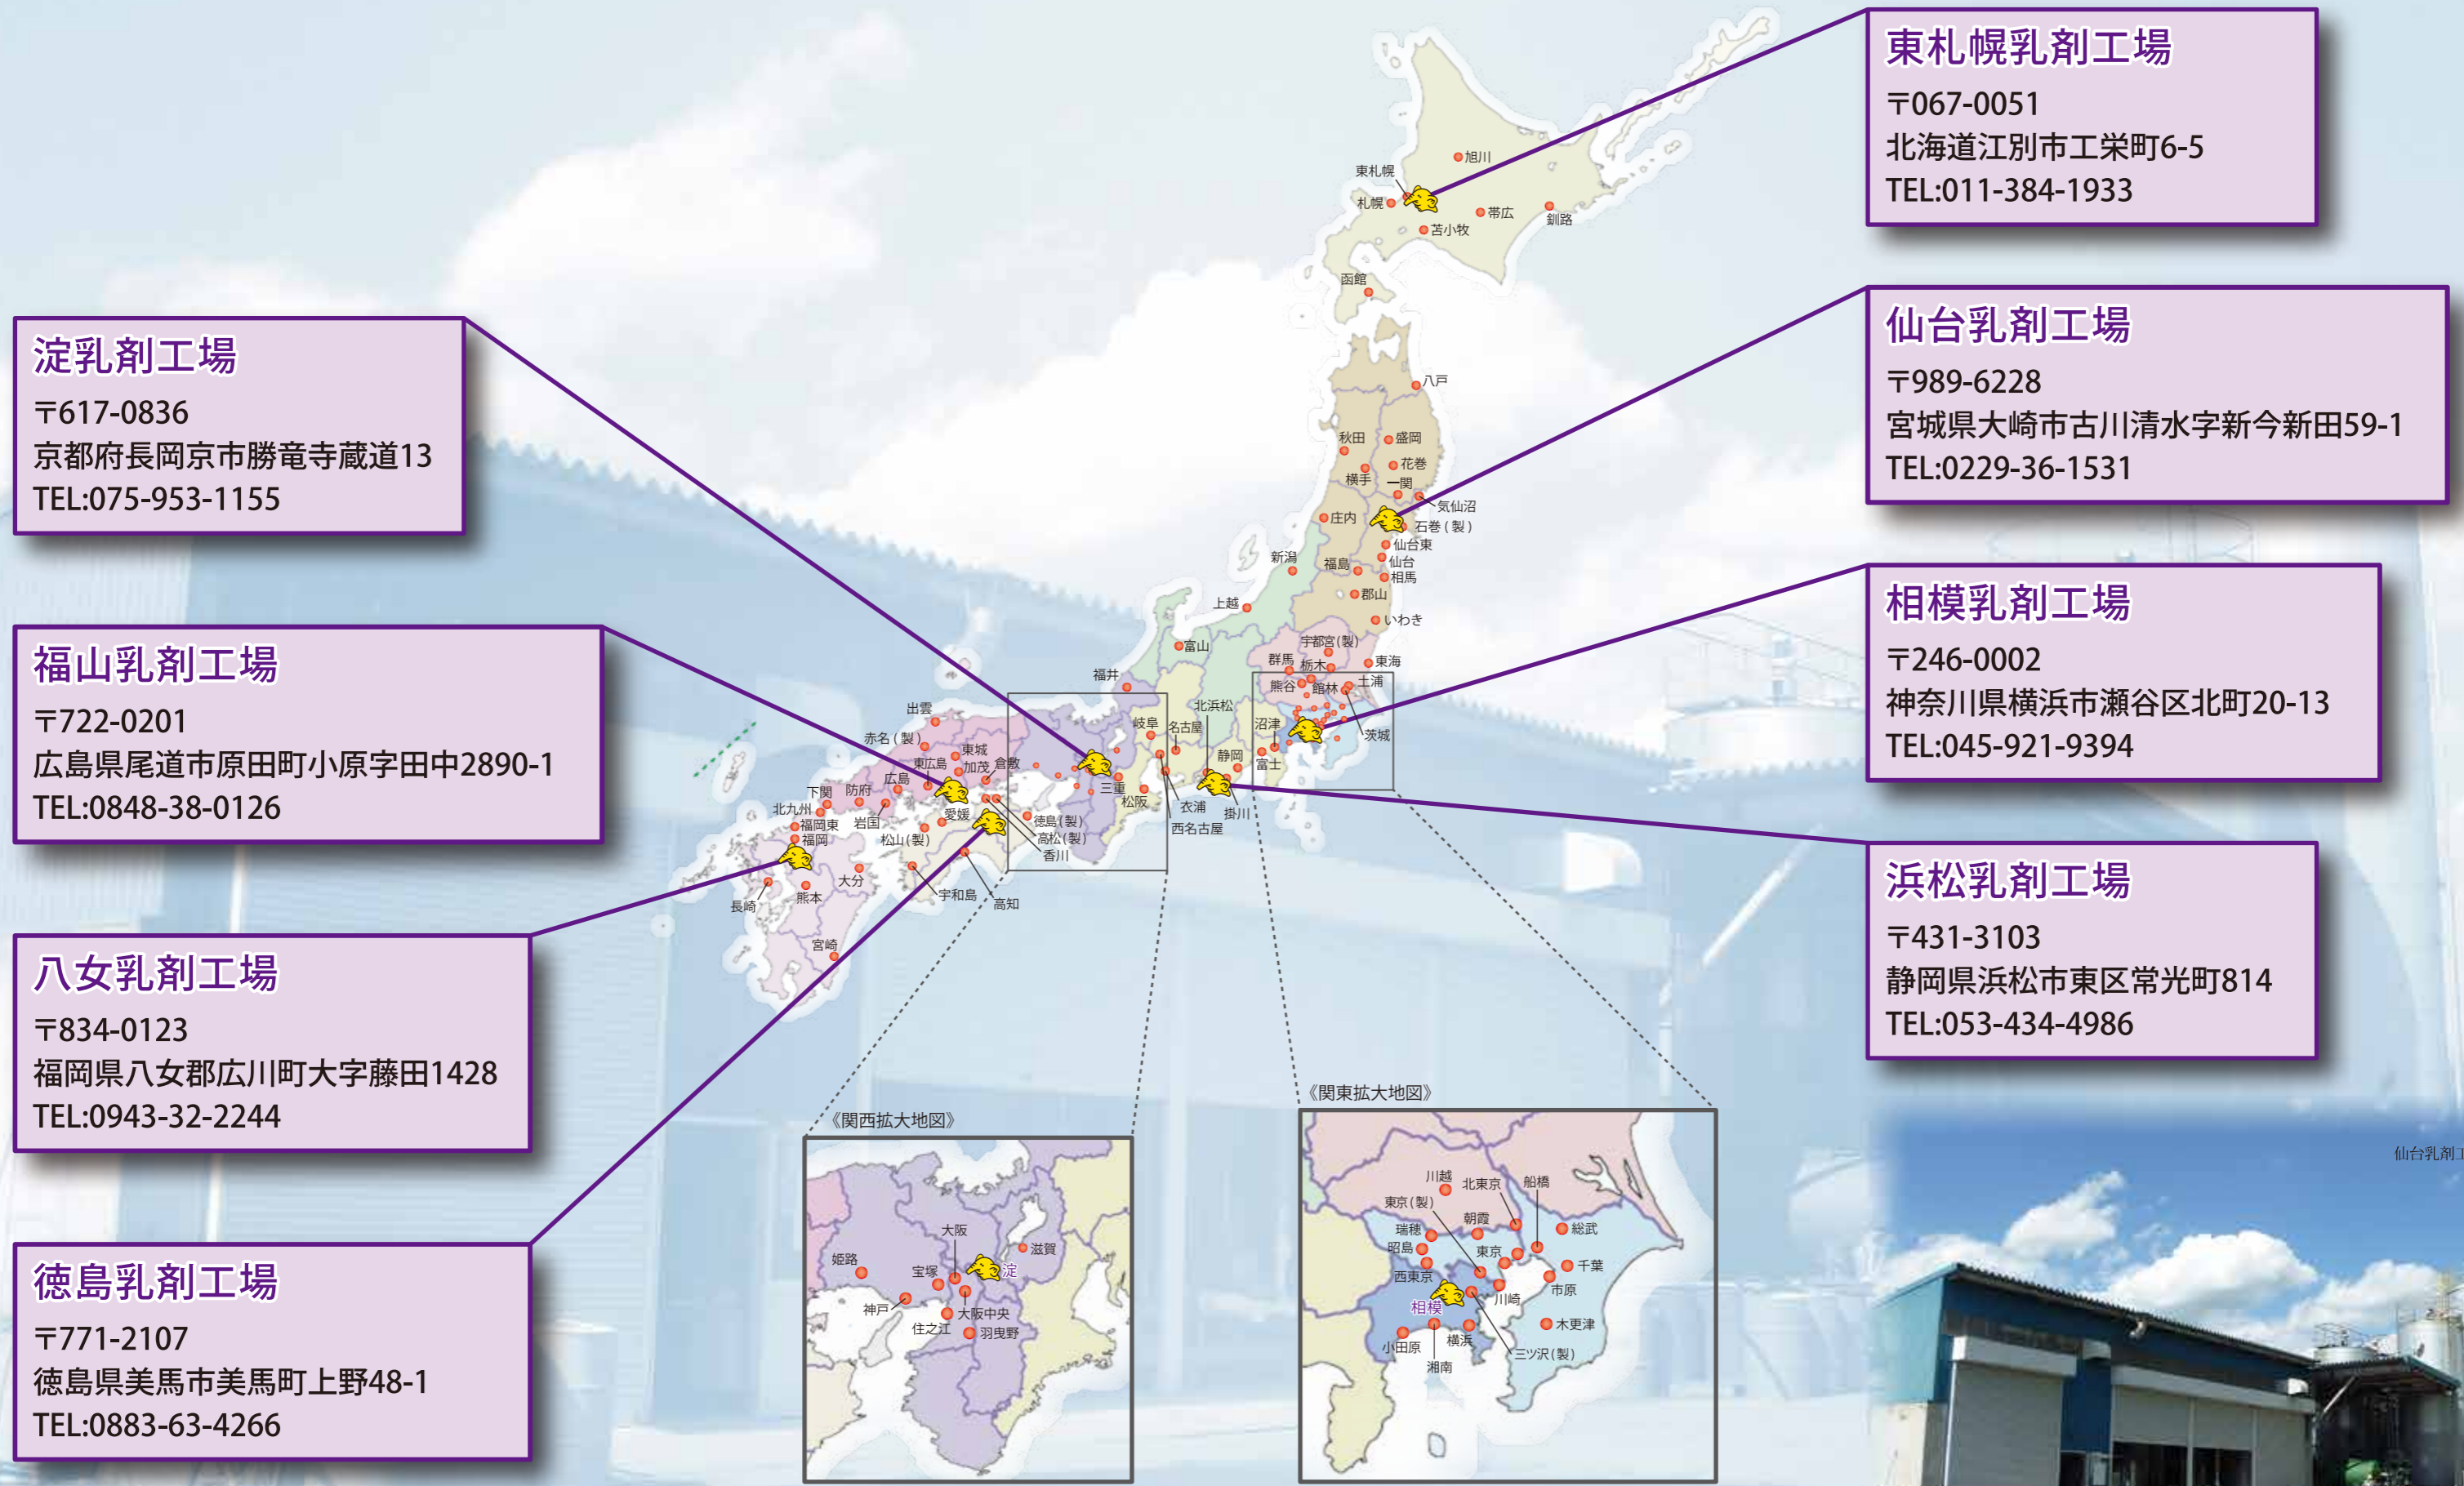 東札幌乳剤工場
〒067-0051
北海道江別市工栄町6-5
TEL:011-384-1933
仙台乳剤工場
〒989-6228
宮城県大崎市古川清水字新今新田59-1
TEL:0229-36-1531
相模乳剤工場
〒246-0002
神奈川県横浜市瀬谷区北町20-13
TEL:045-921-9394
浜松乳剤工場
〒431-3103
静岡県浜松市東区常光町814
TEL:053-434-4986
淀乳剤工場
〒617-0836
京都府長岡京市勝竜寺蔵道13
TEL:075-953-1155
福山乳剤工場
〒722-0201
広島県尾道市原田町小原字田中2890-1
TEL:0848-38-0126
八女乳剤工場
〒834-0123
福岡県八女郡広川町大字藤田1428
TEL:0943-32-2244
徳島乳剤工場
〒771-2107
徳島県美馬市美馬町上野48-1
TEL:0883-63-4266
旭川
東札幌
札幌
帯広
釧路
苫小牧
函館
八戸
秋田
盛岡
花巻
横手
一関
気仙沼
庄内
石巻(製)
仙台東
仙台
新潟
福島
相馬
郡山
上越
いわき
富山
宇都宮(製)
群馬
栃木
東海
福井
熊谷
館林
土浦
茨城
北浜松
沼津
岐阜
名古屋
静岡
富士
出雲
赤名(製)
東城
東広島
加茂
倉敷
広島
三重
松阪
衣浦
西名古屋
掛川
下関
防府
北九州
岩国
愛媛
徳島(製)
福岡東
福岡
松山(製)
高松(製)
香川
大分
長崎
熊本
宇和島
高知
宮崎
《関西拡大地図》
大阪
姫路
宝塚
淀
滋賀
神戸
大阪中央
住之江
羽曳野
《関東拡大地図》
川越
北東京
船橋
東京(製)
瑞穂
朝霞
総武
昭島
東京
千葉
西東京
市原
相模
川崎
木更津
小田原
横浜
三ツ沢(製)
湘南
仙台乳剤工